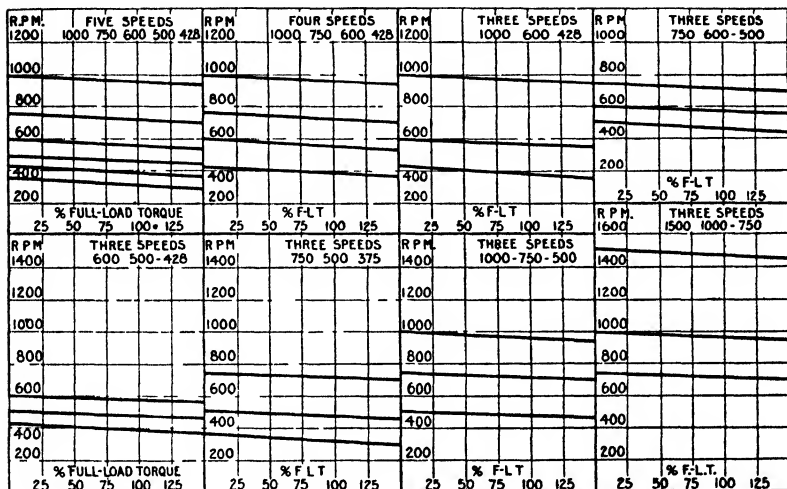 R.P.M. FIVE SPEEDS
1200 1000 750 600 500 428
1000
800
600
400
200
% FULL-LOAD TORQUE
25 50 75 100 125
R.P.M FOUR SPEEDS
1200 1000 750 600 428
1000
800
600
400
200
% F-L T
25 50 75 100 125
R.P.M THREE SPEEDS
1200 1000 600 428
1000
800
600
400
200
% F-L T
25 50 75 100 125
R.P.M THREE SPEEDS
1000 750 600-500
800
600
400
200
% F-L T
25 50 75 100 125
R P M THREE SPEEDS
1400 600 500-428
1200
1000
800
600
400
200
% FULL-LOAD TORQUE
25 50 75 100 125
R P M THREE SPEEDS
1400 750 500 375
1200
1000
800
600
400
200
% F L T
25 50 75 100 125
R P M THREE SPEEDS
1400 1000-750-500
1200
1000
800
600
400
200
% F-L T
25 50 75 100 125
R P M. THREE SPEEDS
1600 1500 1000-750
1400
1200
1000
800
600
400
200
% F.-L.T.
25 50 75 100 125